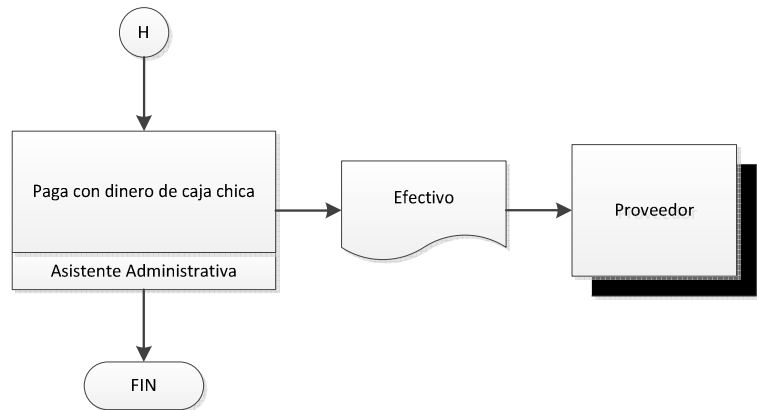 H
Paga con dinero de caja chica
Asistente Administrativa
Efectivo
Proveedor
FIN